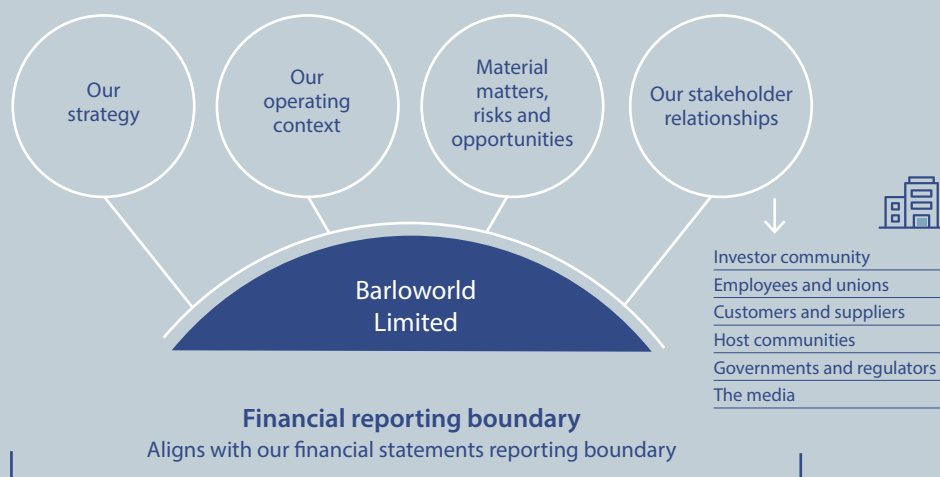 Our
strategy
Our
operating
context
Material
matters,
risks and
opportunities
Our stakeholder
relationships
Investor community
Employees and unions
Customers and suppliers
Host communities
Governments and regulators
The media
Barloworld
Limited
Financial reporting boundary
Aligns with our financial statements reporting boundary